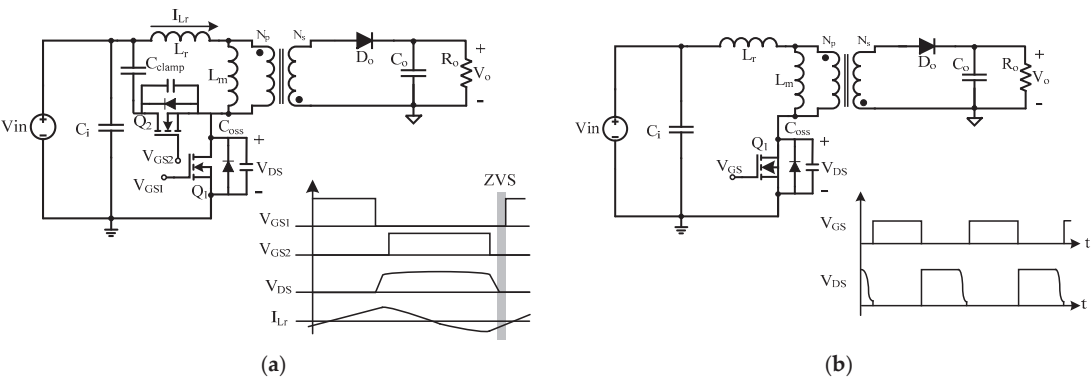 I_Lr
L_r
C_clamp
L_m
N_p
N_s
D_o
C_o
R_o
+
V_o
-
Vin
+
-
C_i
Q_2
V_GS2
V_GS1
Q_1
C_oss
+
V_DS
-
ZVS
V_GS1
V_GS2
V_DS
I_Lr
(a)
L_r
L_m
N_p
N_s
D_o
C_o
R_o
+
V_o
-
Vin
+
-
C_i
Q_1
V_GS
C_oss
+
V_DS
-
V_GS
t
V_DS
t
(b)